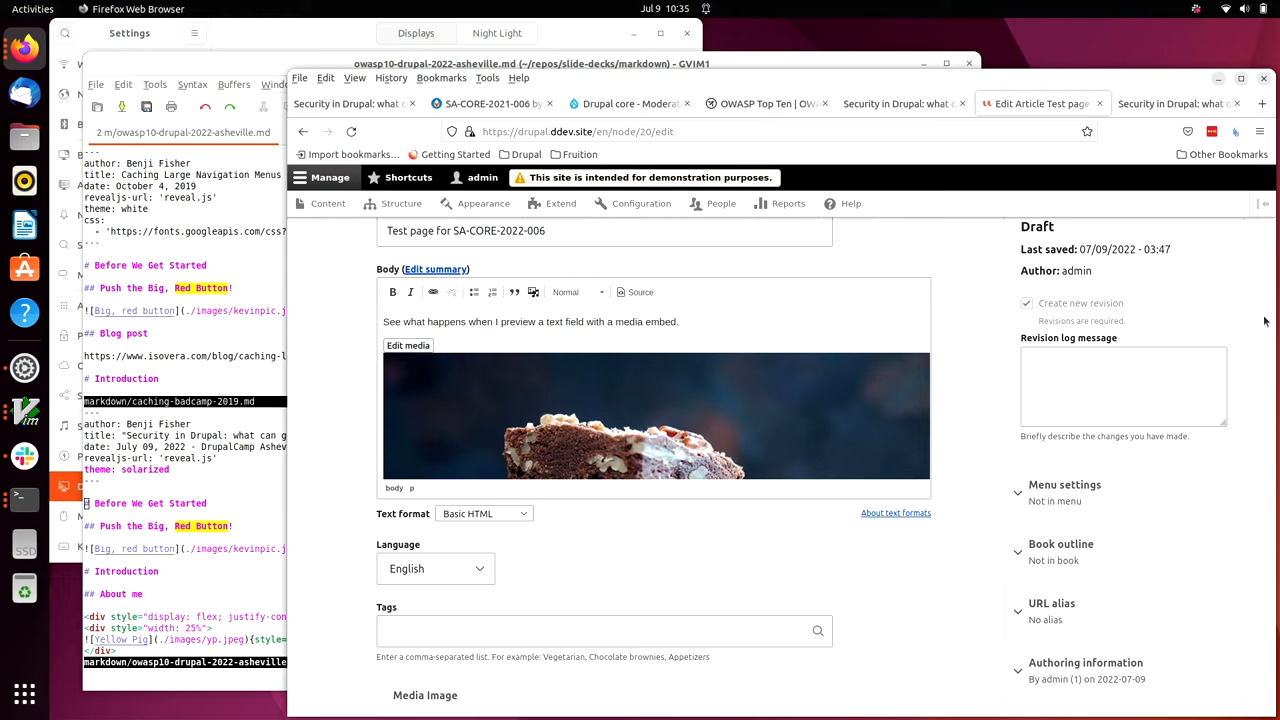 Activities
Firefox Web Browser
Jul 9 10:35
Settings
Displays
Night Light
owasp10-drupal-2022-asheville.md (~/repos/slide-decks/markdown) - GVIM1
File Edit Tools Syntax Buffers
2 m/owasp10-drupal-2022-asheville.md
---
author: Benji Fisher
title: Caching Large Navigation Menus
date: October 4, 2019
revealjs-url: 'reveal.js'
theme: white
css:
- 'https://fonts.googleapis.com/css?
---
# Before We Get Started
## Push the Big, Red Button!
![Big, red button](./images/kevinpic.j
## Blog post
https://www.isovera.com/blog/caching-l
# Introduction
markdown/caching-badcamp-2019.md
---
author: Benji Fisher
title: "Security in Drupal: what can g
date: July 09, 2022 - DrupalCamp Ashev
revealjs-url: 'reveal.js'
theme: solarized
---
# Before We Get Started
## Push the Big, Red Button!
![Big, red button](./images/kevinpic.j
# Introduction
## About me
<div style="display: flex; justify-con
<div style="width: 25%">
![Yellow Pig](./images/yp.jpeg){style=
</div>
markdown/owasp10-drupal-2022-asheville
File Edit View History Bookmarks Tools Help
Security in Drupal: what c
SA-CORE-2021-006 by
Drupal core - Moderat
OWASP Top Ten | OWA
Security in Drupal: what c
Edit Article Test page
Security in Drupal: what c
https://drupal.ddev.site/en/node/20/edit
Import bookmarks...
Getting Started
Drupal
Fruition
Other Bookmarks
Manage
Shortcuts
admin
This site is intended for demonstration purposes.
Content
Structure
Appearance
Extend
Configuration
People
Reports
Help
Test page for SA-CORE-2022-006
Body (Edit summary)
B I
Normal
Source
See what happens when I preview a text field with a media embed.
Edit media
body p
Text format
Basic HTML
About text formats
Language
English
Tags
Enter a comma-separated list. For example: Vegetarian, Chocolate brownies, Appetizers
Media Image
Draft
Last saved: 07/09/2022 - 03:47
Author: admin
Create new revision
Revisions are required.
Revision log message
Briefly describe the changes you have made.
Menu settings
Not in menu
Book outline
Not in book
URL alias
No alias
Authoring information
By admin (1) on 2022-07-09
SSD